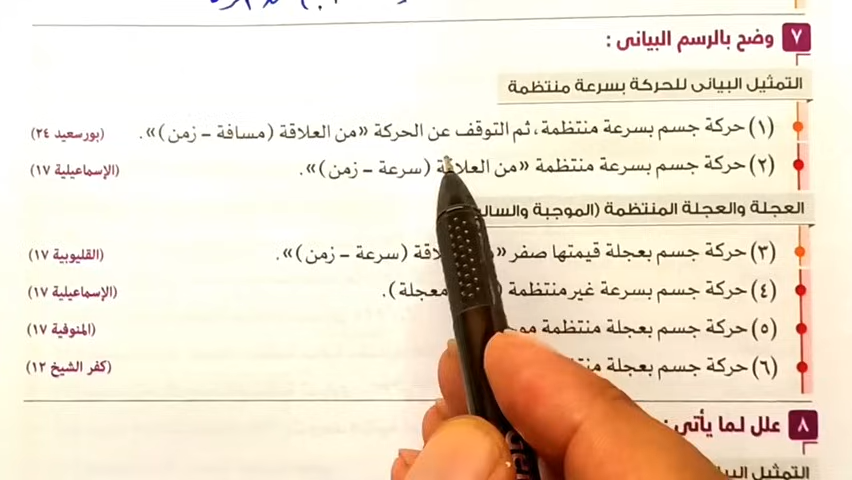 ٧ وضح بالرسم البيانى :
التمثيل البيانى للحركة بسرعة منتظمة
(١) حركة جسم بسرعة منتظمة، ثم التوقف عن الحركة «من العلاقة (مسافة - زمن)». (بورسعيد ٢٤)
(٢) حركة جسم بسرعة منتظمة «من العلاقة (سرعة - زمن)». (الإسماعيلية ١٧)
العجلة والعجلة المنتظمة (الموجبة
(٣) حركة جسم بعجلة قيمتها صفر (سرعة - زمن)». (القليوبية ١٧)
(٤) حركة جسم بسرعة غير منتظمة (الإسماعيلية ١٧)
(٥) حركة جسم بعجلة منتظمة (المنوفية ١٧)
(٦) حركة جسم بعجلة (كفر الشيخ ١٢)
٨ علل لما يأتى :
التمثيل